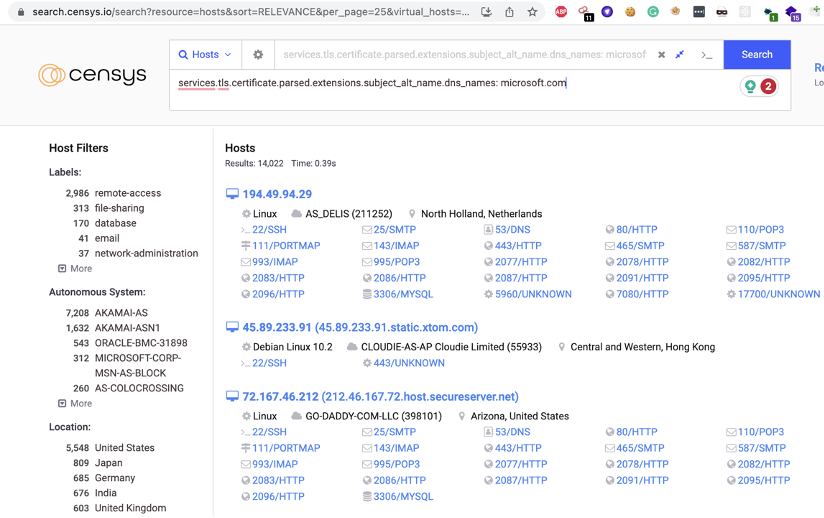 search.censys.io/search?resource=hosts&sort=RELEVANCE&per_page=25&virtual_hosts=...
ABP 11 1 15
censys
Hosts services.tls.certificate.parsed.extensions.subject_alt_name.dns_names: microsof >_ Search
services.tls.certificate.parsed.extensions.subject_alt_name.dns_names: microsoft.com
2
Re
Lo
Host Filters
Labels:
2,986 remote-access
313 file-sharing
170 database
41 email
37 network-administration
More
Autonomous System:
7,208 AKAMAI-AS
1,632 AKAMAI-ASN1
543 ORACLE-BMC-31898
312 MICROSOFT-CORP-
MSN-AS-BLOCK
260 AS-COLOCROSSING
More
Location:
5,548 United States
809 Japan
685 Germany
676 India
603 United Kingdom
Hosts
Results: 14,022 Time: 0.39s
194.49.94.29
Linux AS_DELIS (211252) North Holland, Netherlands
>_ 22/SSH 25/SMTP 53/DNS 80/HTTP 110/POP3
111/PORTMAP 143/IMAP 443/HTTP 465/SMTP 587/SMTP
993/IMAP 995/POP3 2077/HTTP 2078/HTTP 2082/HTTP
2083/HTTP 2086/HTTP 2087/HTTP 2091/HTTP 2095/HTTP
2096/HTTP 3306/MYSQL 5960/UNKNOWN 7080/HTTP 17700/UNKNOWN
45.89.233.91 (45.89.233.91.static.xtom.com)
Debian Linux 10.2 CLOUDIE-AS-AP Cloudie Limited (55933) Central and Western, Hong Kong
>_ 22/SSH 443/UNKNOWN
72.167.46.212 (212.46.167.72.host.secureserver.net)
Linux GO-DADDY-COM-LLC (398101) Arizona, United States
>_ 22/SSH 25/SMTP 53/DNS 80/HTTP 110/POP3
111/PORTMAP 143/IMAP 443/HTTP 465/SMTP 587/SMTP
993/IMAP 995/POP3 2077/HTTP 2078/HTTP 2082/HTTP
2083/HTTP 2086/HTTP 2087/HTTP 2091/HTTP 2095/HTTP
2096/HTTP 3306/MYSQL